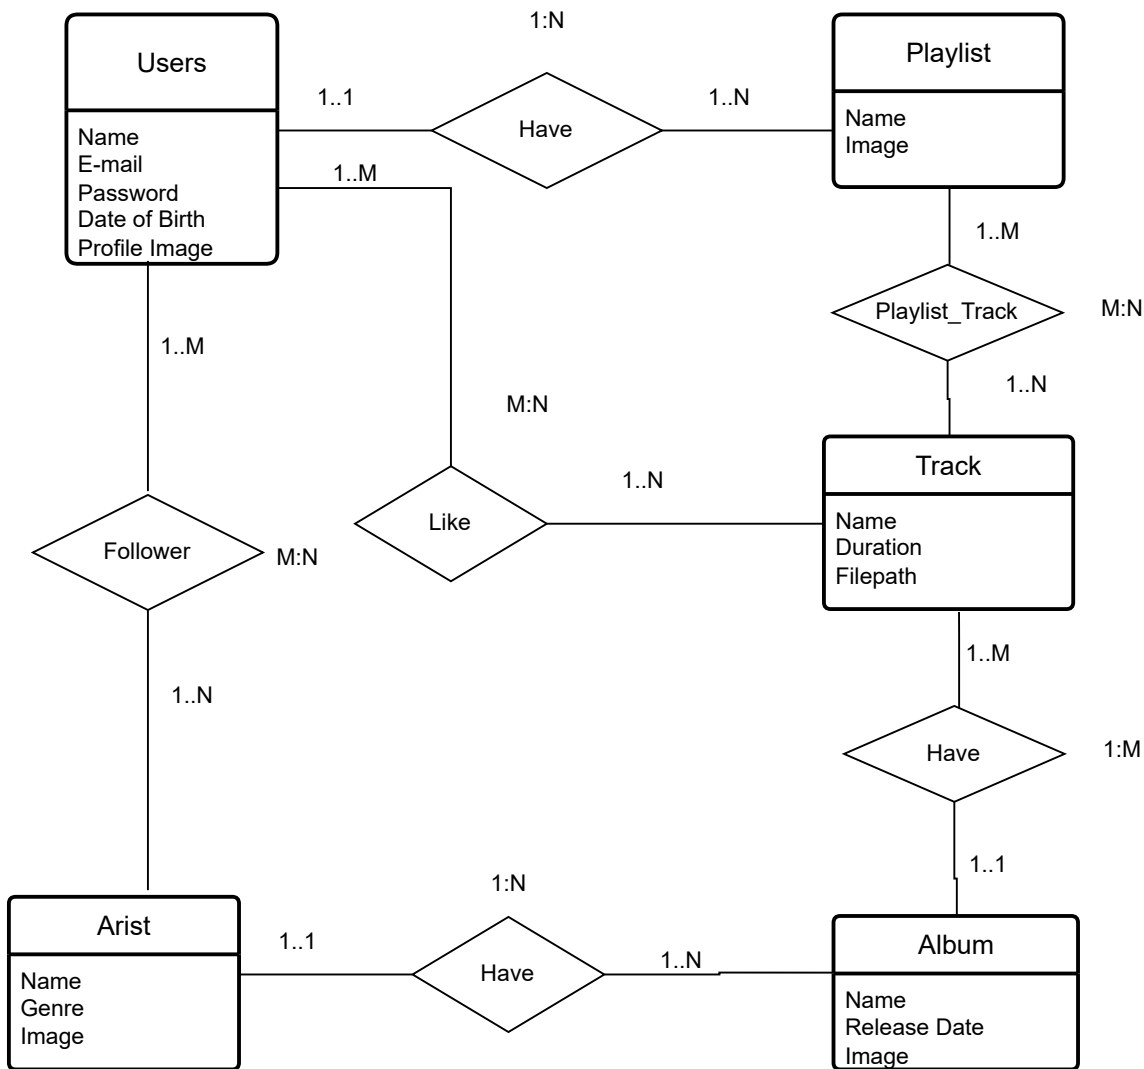 1:N
Users
Playlist
1..1
1..N
Name
E-mail
Password
Date of Birth
Profile Image
Have
Name
Image
1..M
1..M
Playlist_Track
M:N
1..M
1..N
M:N
Track
1..N
Like
Name
Duration
Filepath
Follower
M:N
1..M
1..N
Have
1:M
1..1
1:N
Arist
1..1
1..N
Album
Have
Name
Genre
Image
Name
Release Date
Image